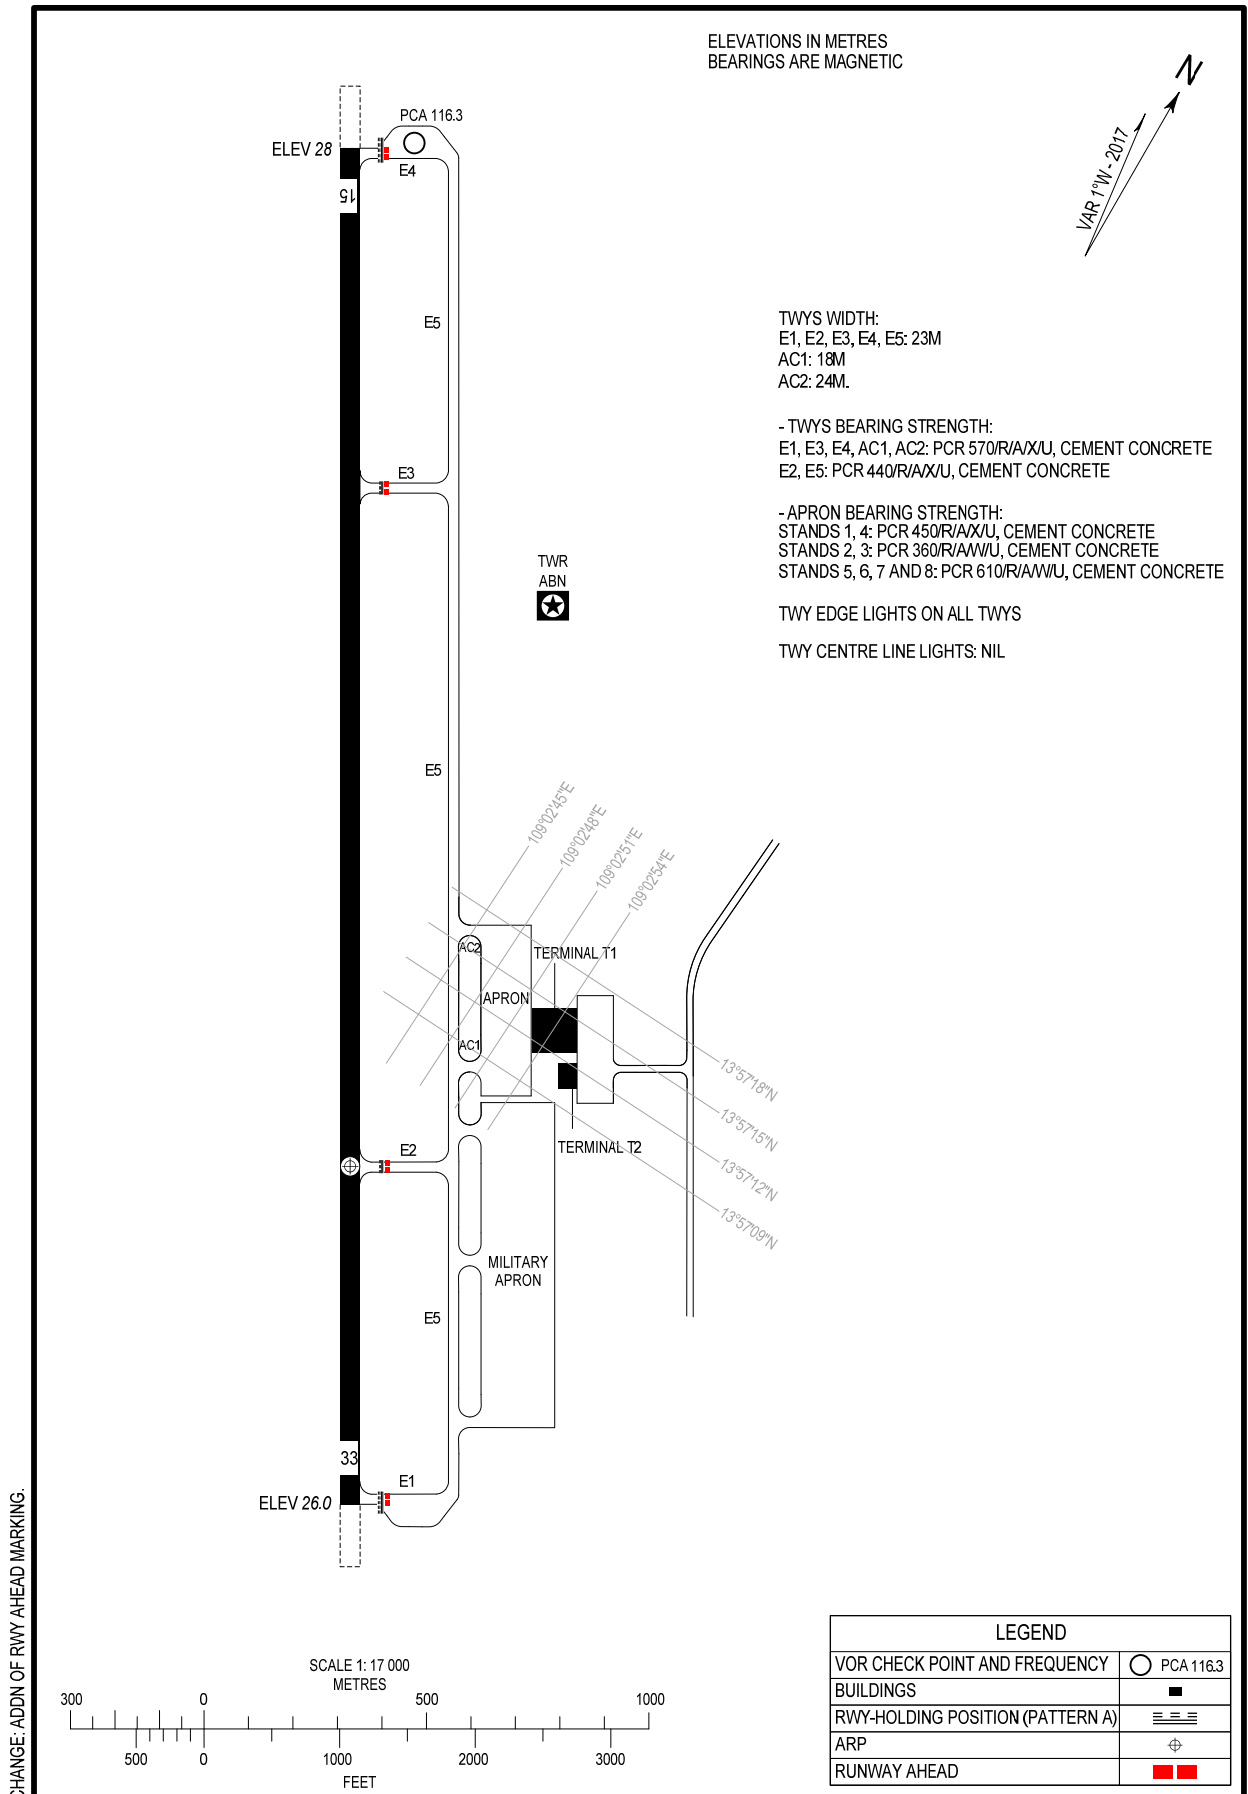 ELEVATIONS IN METRES
BEARINGS ARE MAGNETIC
N
VAR 1°W - 2017
PCA 116.3
ELEV 28
E4
15
E5
TWYS WIDTH:
E1, E2, E3, E4, E5: 23M
AC1: 18M
AC2: 24M.
- TWYS BEARING STRENGTH:
E1, E3, E4, AC1, AC2: PCR 570/R/A/X/U, CEMENT CONCRETE
E2, E5: PCR 440/R/A/X/U, CEMENT CONCRETE
- APRON BEARING STRENGTH:
STANDS 1, 4: PCR 450/R/A/X/U, CEMENT CONCRETE
STANDS 2, 3: PCR 360/R/A/W/U, CEMENT CONCRETE
STANDS 5, 6, 7 AND 8: PCR 610/R/A/W/U, CEMENT CONCRETE
TWY EDGE LIGHTS ON ALL TWYS
TWY CENTRE LINE LIGHTS: NIL
E3
TWR
ABN
E5
109°02'45"E
109°02'48"E
109°02'51"E
109°02'54"E
AC2
TERMINAL T1
APRON
AC1
13°57'18"N
13°57'15"N
13°57'12"N
13°57'09"N
E2
TERMINAL T2
MILITARY
APRON
E5
33
E1
ELEV 26.0
CHANGE: ADDN OF RWY AHEAD MARKING.
SCALE 1: 17 000
METRES
300 0 500 1000
500 0 1000 2000 3000
FEET
LEGEND
VOR CHECK POINT AND FREQUENCY PCA 116.3
BUILDINGS
RWY-HOLDING POSITION (PATTERN A)
ARP
RUNWAY AHEAD